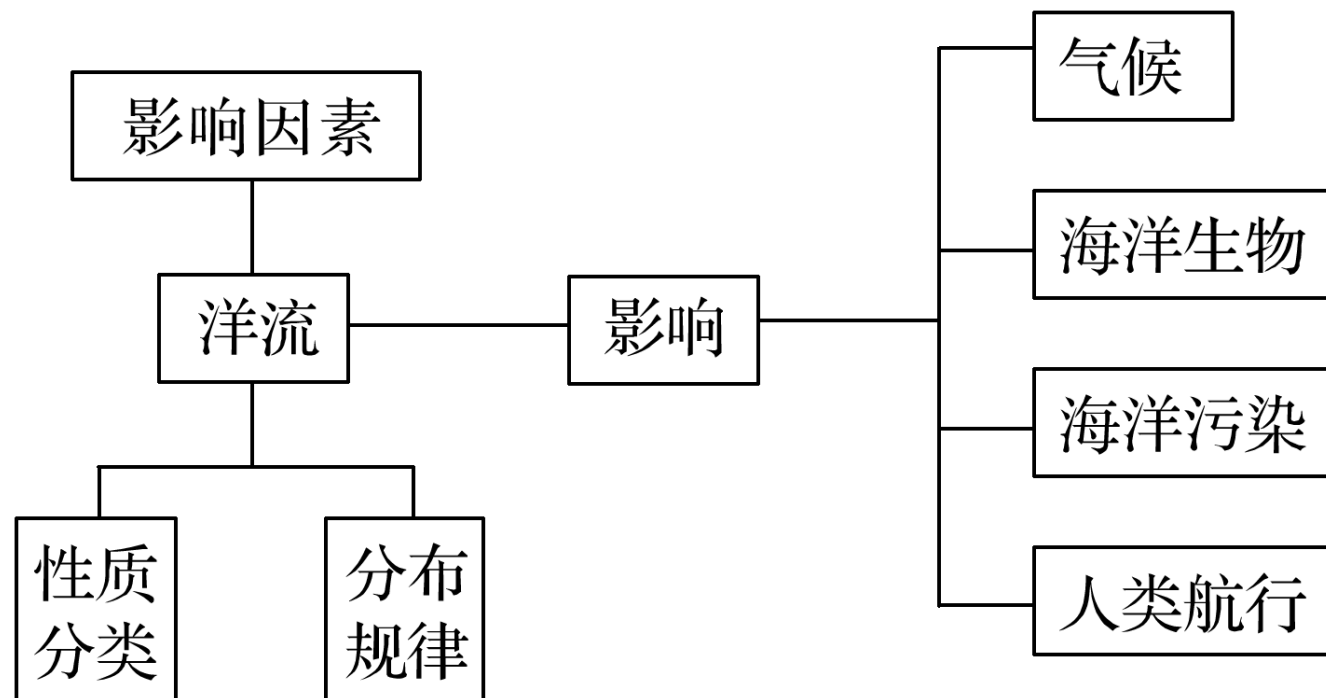 影响因素
洋流
性质
分类
分布
规律
影响
气候
海洋生物
海洋污染
人类航行